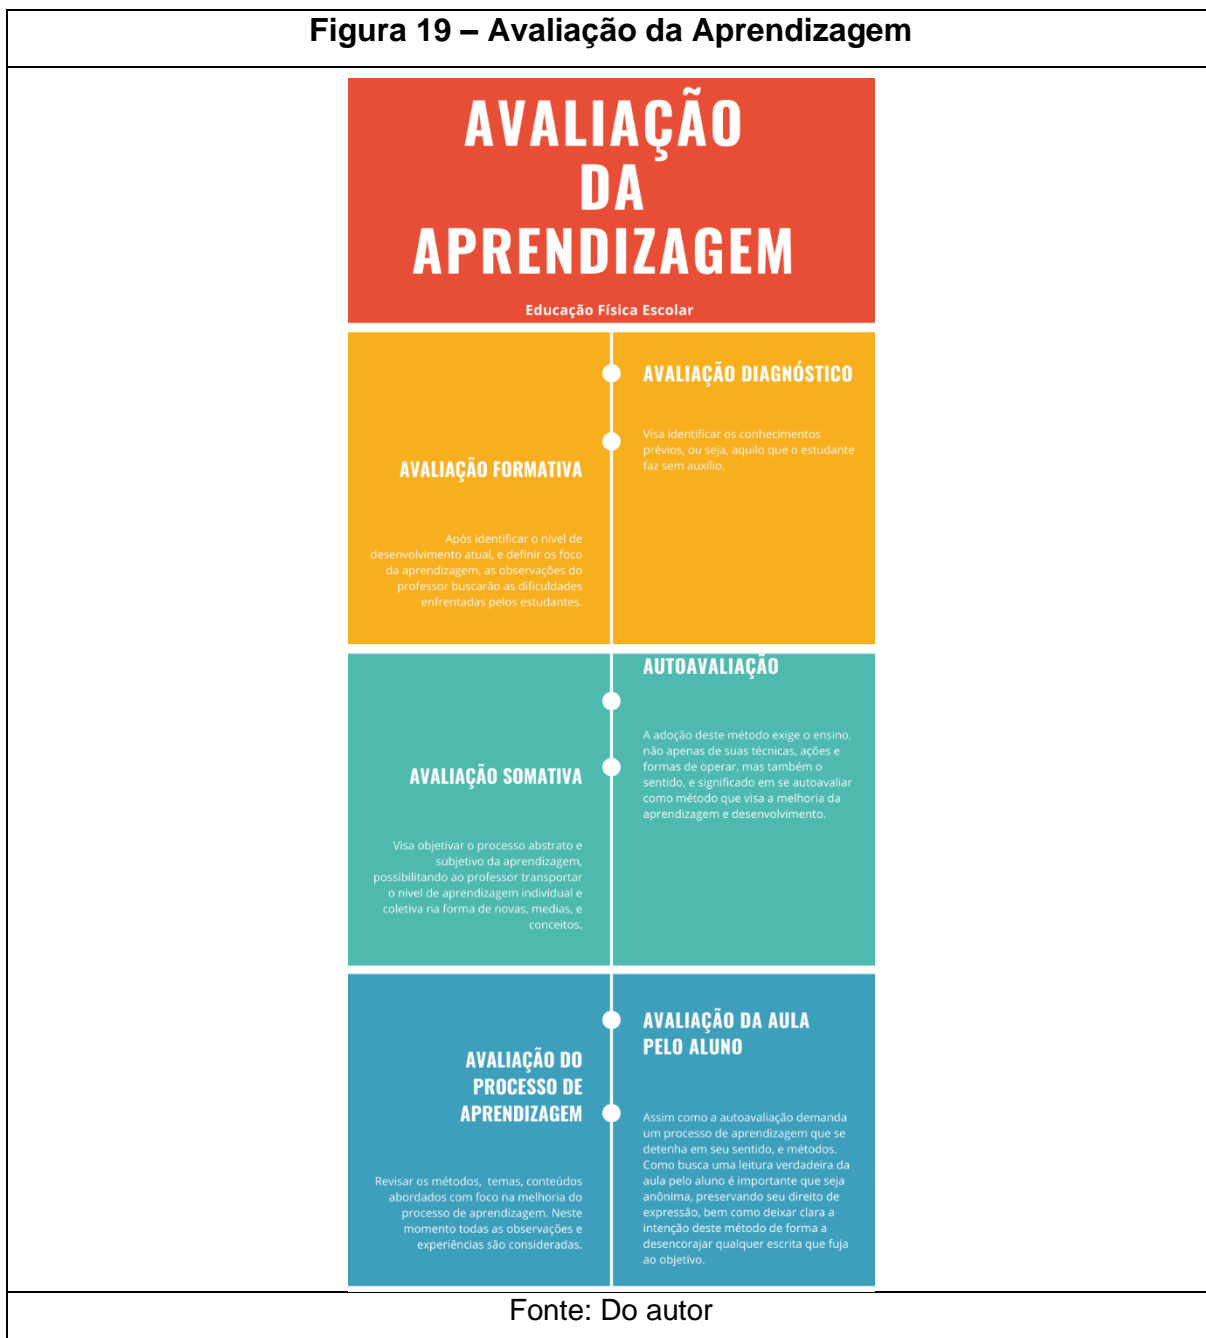 Figura 19 – Avaliação da Aprendizagem
AVALIAÇÃO
DA
APRENDIZAGEM
Educação Física Escolar
AVALIAÇÃO DIAGNÓSTICO
Visa identificar os conhecimentos
prévios, ou seja, aquilo que o estudante
faz sem auxílio.
AVALIAÇÃO FORMATIVA
Após identificar o nível de
desenvolvimento atual, e definir os foco
da aprendizagem, as observações do
professor buscarão as dificuldades
enfrentadas pelos estudantes.
AUTOAVALIAÇÃO
A adoção deste método exige o ensino,
não apenas de suas técnicas, ações e
formas de operar, mas também o
sentido, e significado em se autoavaliar
como método que visa a melhoria da
aprendizagem e desenvolvimento.
AVALIAÇÃO SOMATIVA
Visa objetivar o processo abstrato e
subjetivo da aprendizagem,
possibilitando ao professor transportar
o nivel de aprendizagem individual e
coletiva na forma de novas, medias, e
conceitos.
AVALIAÇÃO DA AULA
PELO ALUNO
Assim como a autoavaliação demanda
um processo de aprendizagem que se
detenha em seu sentido, e métodos.
Como busca uma leitura verdadeira da
aula pelo aluno é importante que seja
anônima, preservando seu direito de
expressão, bem como deixar clara a
intenção deste método de forma a
desencorajar qualquer escrita que fuja
ao objetivo.
AVALIAÇÃO DO
PROCESSO DE
APRENDIZAGEM
Revisar os métodos, temas, conteúdos
abordados com foco na melhoria do
processo de aprendizagem. Neste
momento todas as observações e
experiências são consideradas.
Fonte: Do autor